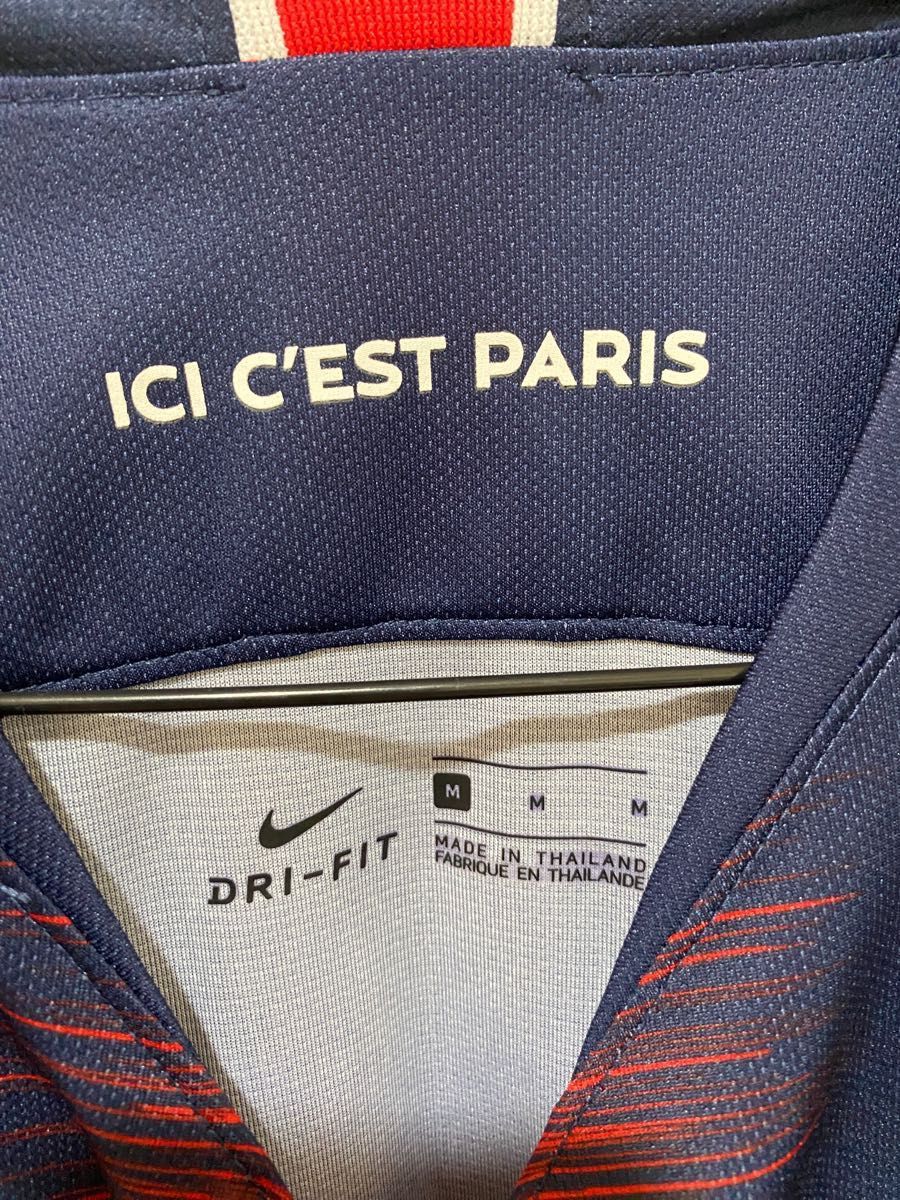 ICI C'EST PARIS
M M M
DRI-FIT
MADE IN THAILAND
FABRIQUE EN THAILANDE